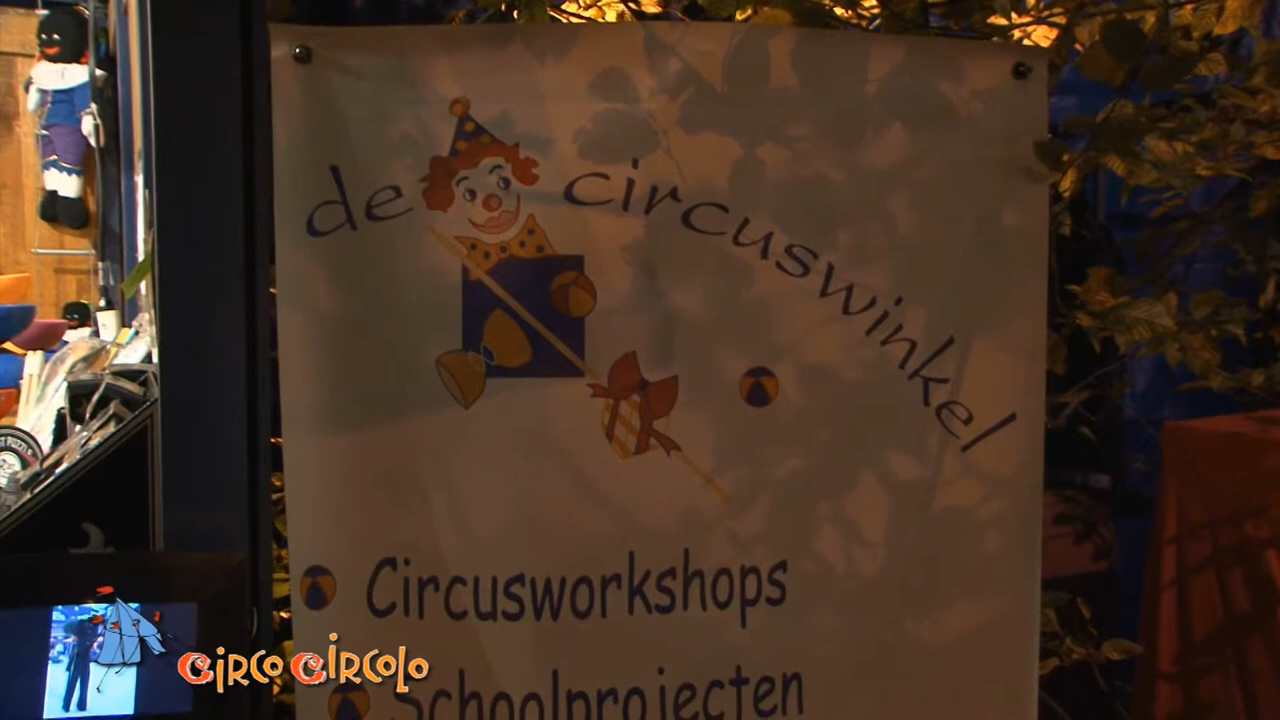 de circuswinkel
Circusworkshops
Schoolprojecten
CIRCO CIRCOLO